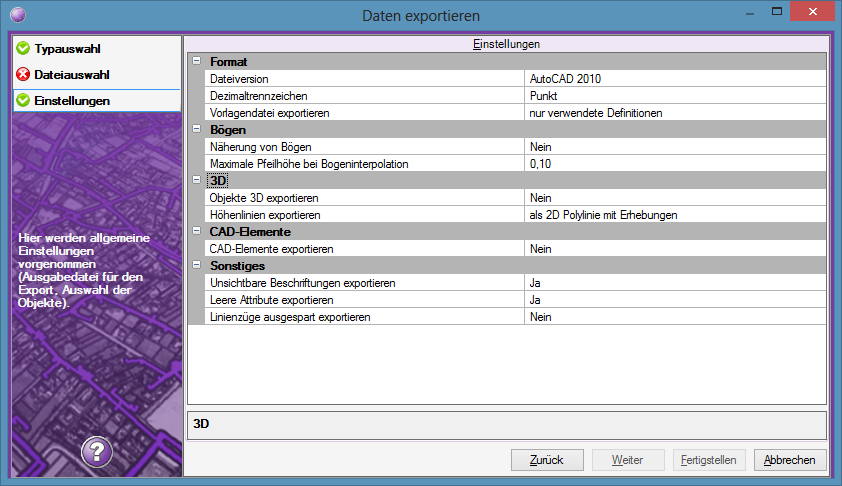 Daten exportieren
Typauswahl
Dateiauswahl
Einstellungen
Hier werden allgemeine
Einstellungen
vorgenommen
(Ausgabedatei für den
Export, Auswahl der
Objekte).
?
Einstellungen
Format
Dateiversion AutoCAD 2010
Dezimaltrennzeichen Punkt
Vorlagendatei exportieren nur verwendete Definitionen
Bögen
Näherung von Bögen Nein
Maximale Pfeilhöhe bei Bogeninterpolation 0,10
3D
Objekte 3D exportieren Nein
Höhenlinien exportieren als 2D Polylinie mit Erhebungen
CAD-Elemente
CAD-Elemente exportieren Nein
Sonstiges
Unsichtbare Beschriftungen exportieren Ja
Leere Attribute exportieren Ja
Linienzüge ausgespart exportieren Nein
3D
Zurück Weiter Fertigstellen Abbrechen